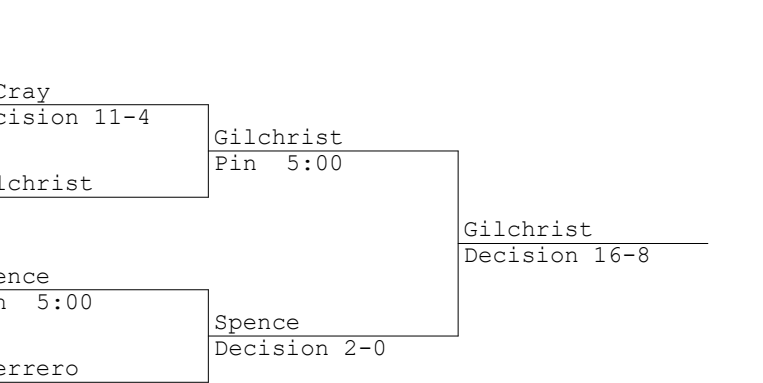 Cray
cision 11-4
Gilchrist
Pin  5:00
lchrist
Gilchrist
Decision 16-8
ence
n  5:00
Spence
Decision 2-0
errero